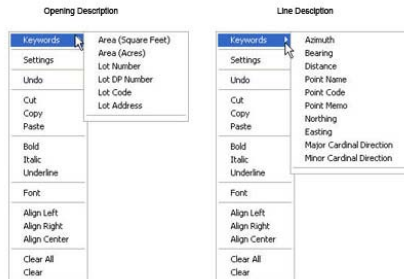 Opening Description
Keywords
Settings
Undo
Cut
Copy
Paste
Bold
Italic
Underline
Font
Align Left
Align Right
Align Center
Clear All
Clear
Area (Square Feet)
Area (Acres)
Lot Number
Lot DP Number
Lot Code
Lot Address
Line Desciption
Keywords
Settings
Undo
Cut
Copy
Paste
Bold
Italic
Underline
Font
Align Left
Align Right
Align Center
Clear All
Clear
Azimuth
Bearing
Distance
Point Name
Point Code
Point Memo
Northing
Easting
Major Cardinal Direction
Minor Cardinal Direction